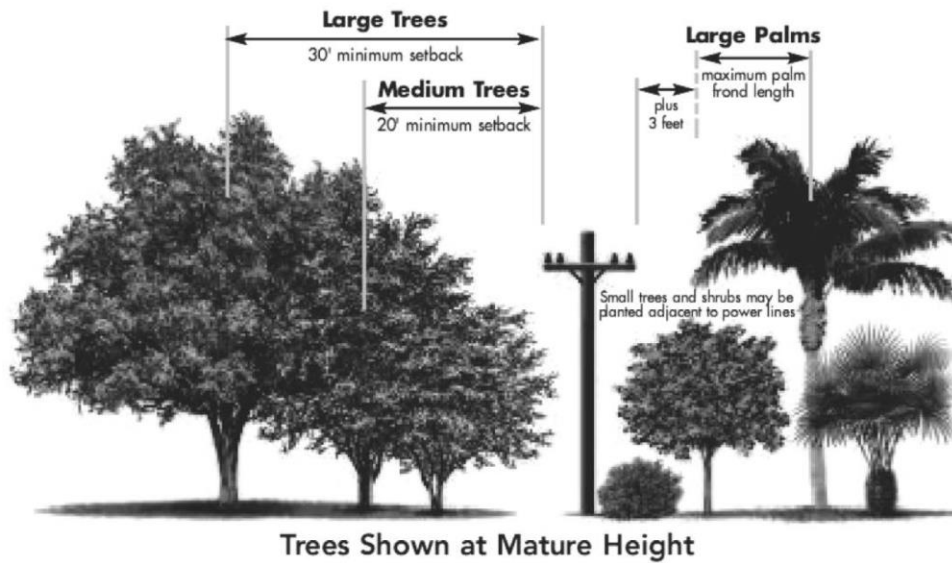 Large Trees
30' minimum setback
Medium Trees
20' minimum setback
Large Palms
maximum palm
frond length
plus
3 feet
Small trees and shrubs may be
planted adjacent to power lines
Trees Shown at Mature Height